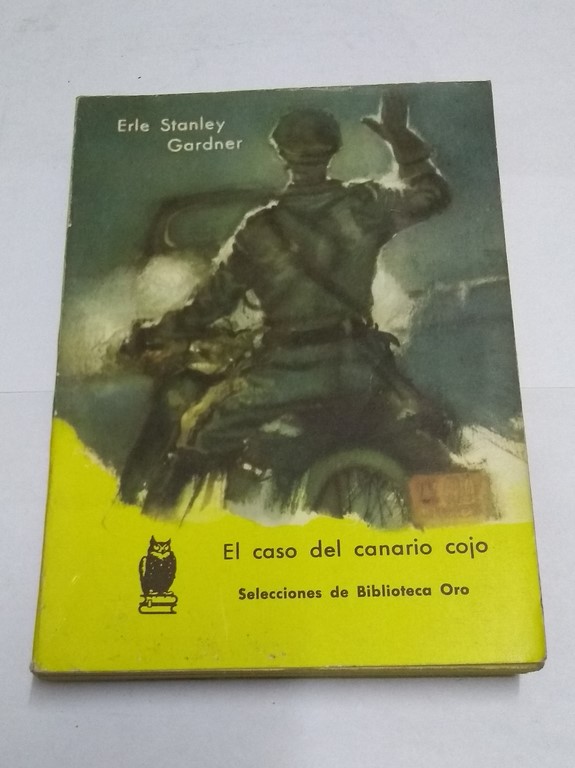 Erle Stanley
Gardner
El caso del canario cojo
Selecciones de Biblioteca Oro